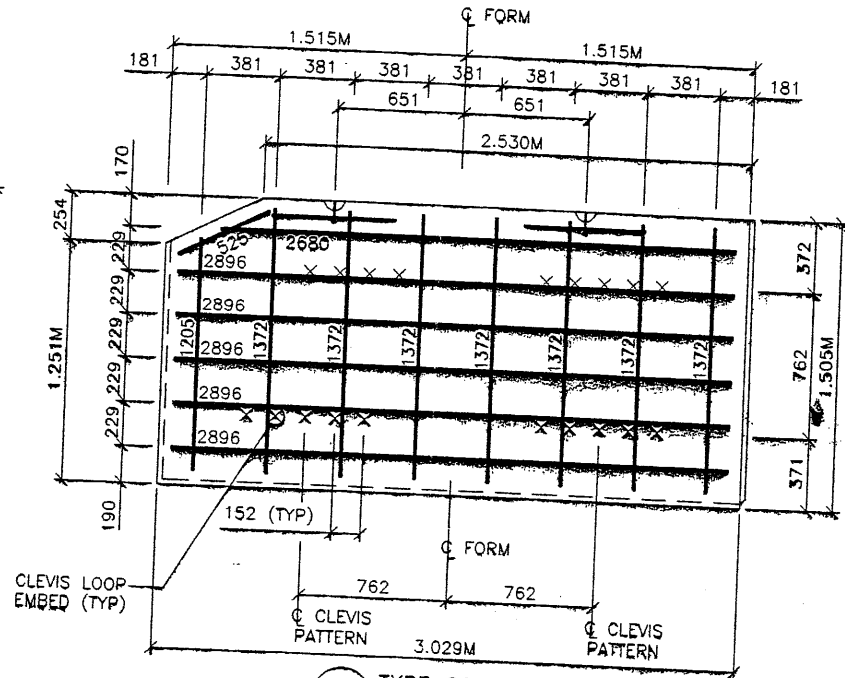 ℄ FORM
1.515M 1.515M
181 381 381 381 381 381 381 381 181
651 651
2.530M
170
254
229
229
229
229
229
1.251M
190
525 2680
2896
2896
2896
2896
2896
1205 1372 1372 1372 1372 1372 1372 1372
372
762
371
1.505M
152 (TYP)
℄ FORM
CLEVIS LOOP
EMBED (TYP)
762 762
℄ CLEVIS
PATTERN
℄ CLEVIS
PATTERN
3.029M